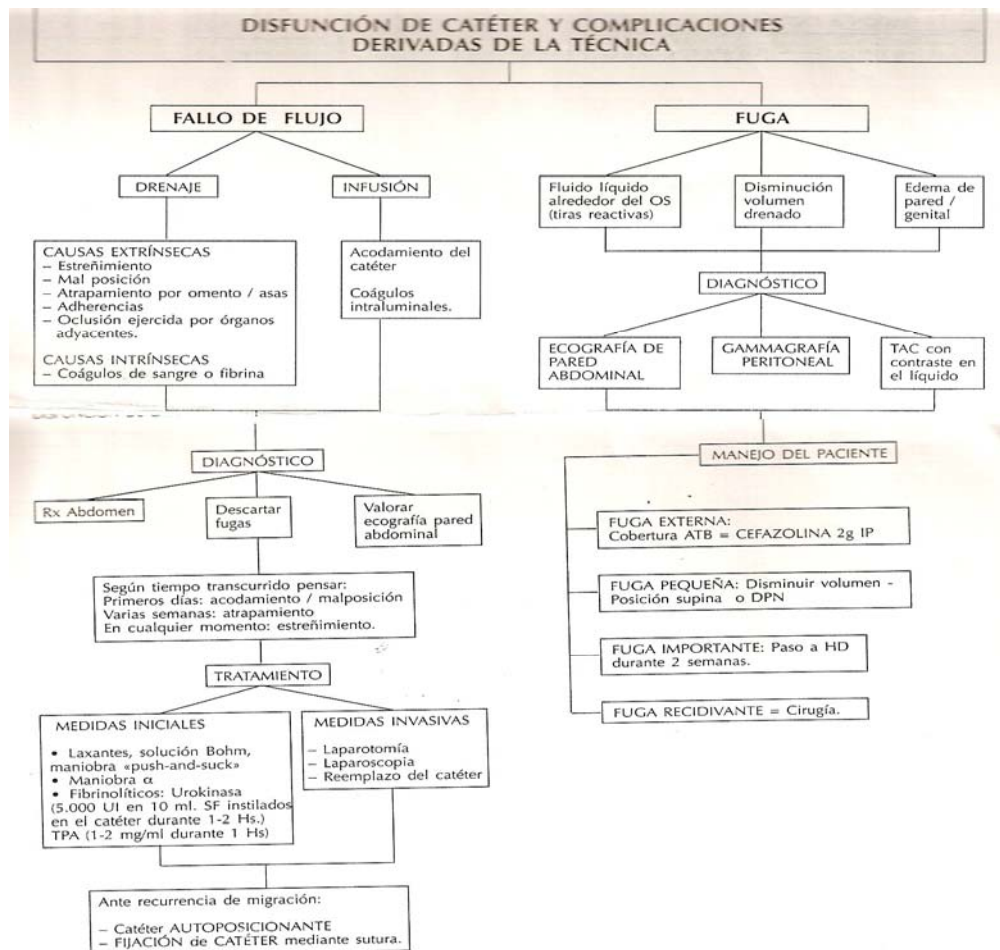 DISFUNCIÓN DE CATÉTER Y COMPLICACIONES
DERIVADAS DE LA TÉCNICA
FALLO DE FLUJO
DRENAJE
INFUSIÓN
CAUSAS EXTRÍNSECAS
– Estreñimiento
– Mal posición
– Atrapamiento por omento / asas
– Adherencias
– Oclusión ejercida por órganos
adyacentes.
CAUSAS INTRÍNSECAS
– Coágulos de sangre o fibrina
Acodamiento del
catéter
Coágulos
intraluminales.
DIAGNÓSTICO
Rx Abdomen
Descartar
fugas
Valorar
ecografía pared
abdominal
Según tiempo transcurrido pensar:
Primeros días: acodamiento / malposición
Varias semanas: atrapamiento
En cualquier momento: estreñimiento.
TRATAMIENTO
MEDIDAS INICIALES
• Laxantes, solución Bohm,
maniobra «push-and-suck»
• Maniobra α
• Fibrinolíticos: Urokinasa
(5.000 UI en 10 ml. SF instilados
en el catéter durante 1-2 Hs.)
TPA (1-2 mg/ml durante 1 Hs)
MEDIDAS INVASIVAS
– Laparotomía
– Laparoscopia
– Reemplazo del catéter
Ante recurrencia de migración:
– Catéter AUTOPOSICIONANTE
– FIJACIÓN de CATÉTER mediante sutura.
FUGA
Fluido líquido
alrededor del OS
(tiras reactivas)
Disminución
volumen
drenado
Edema de
pared /
genital
DIAGNÓSTICO
ECOGRAFÍA DE
PARED
ABDOMINAL
GAMMAGRAFÍA
PERITONEAL
TAC con
contraste en
el líquido
MANEJO DEL PACIENTE
FUGA EXTERNA:
Cobertura ATB = CEFAZOLINA 2g IP
FUGA PEQUEÑA: Disminuir volumen -
Posición supina o DPN
FUGA IMPORTANTE: Paso a HD
durante 2 semanas.
FUGA RECIDIVANTE = Cirugía.